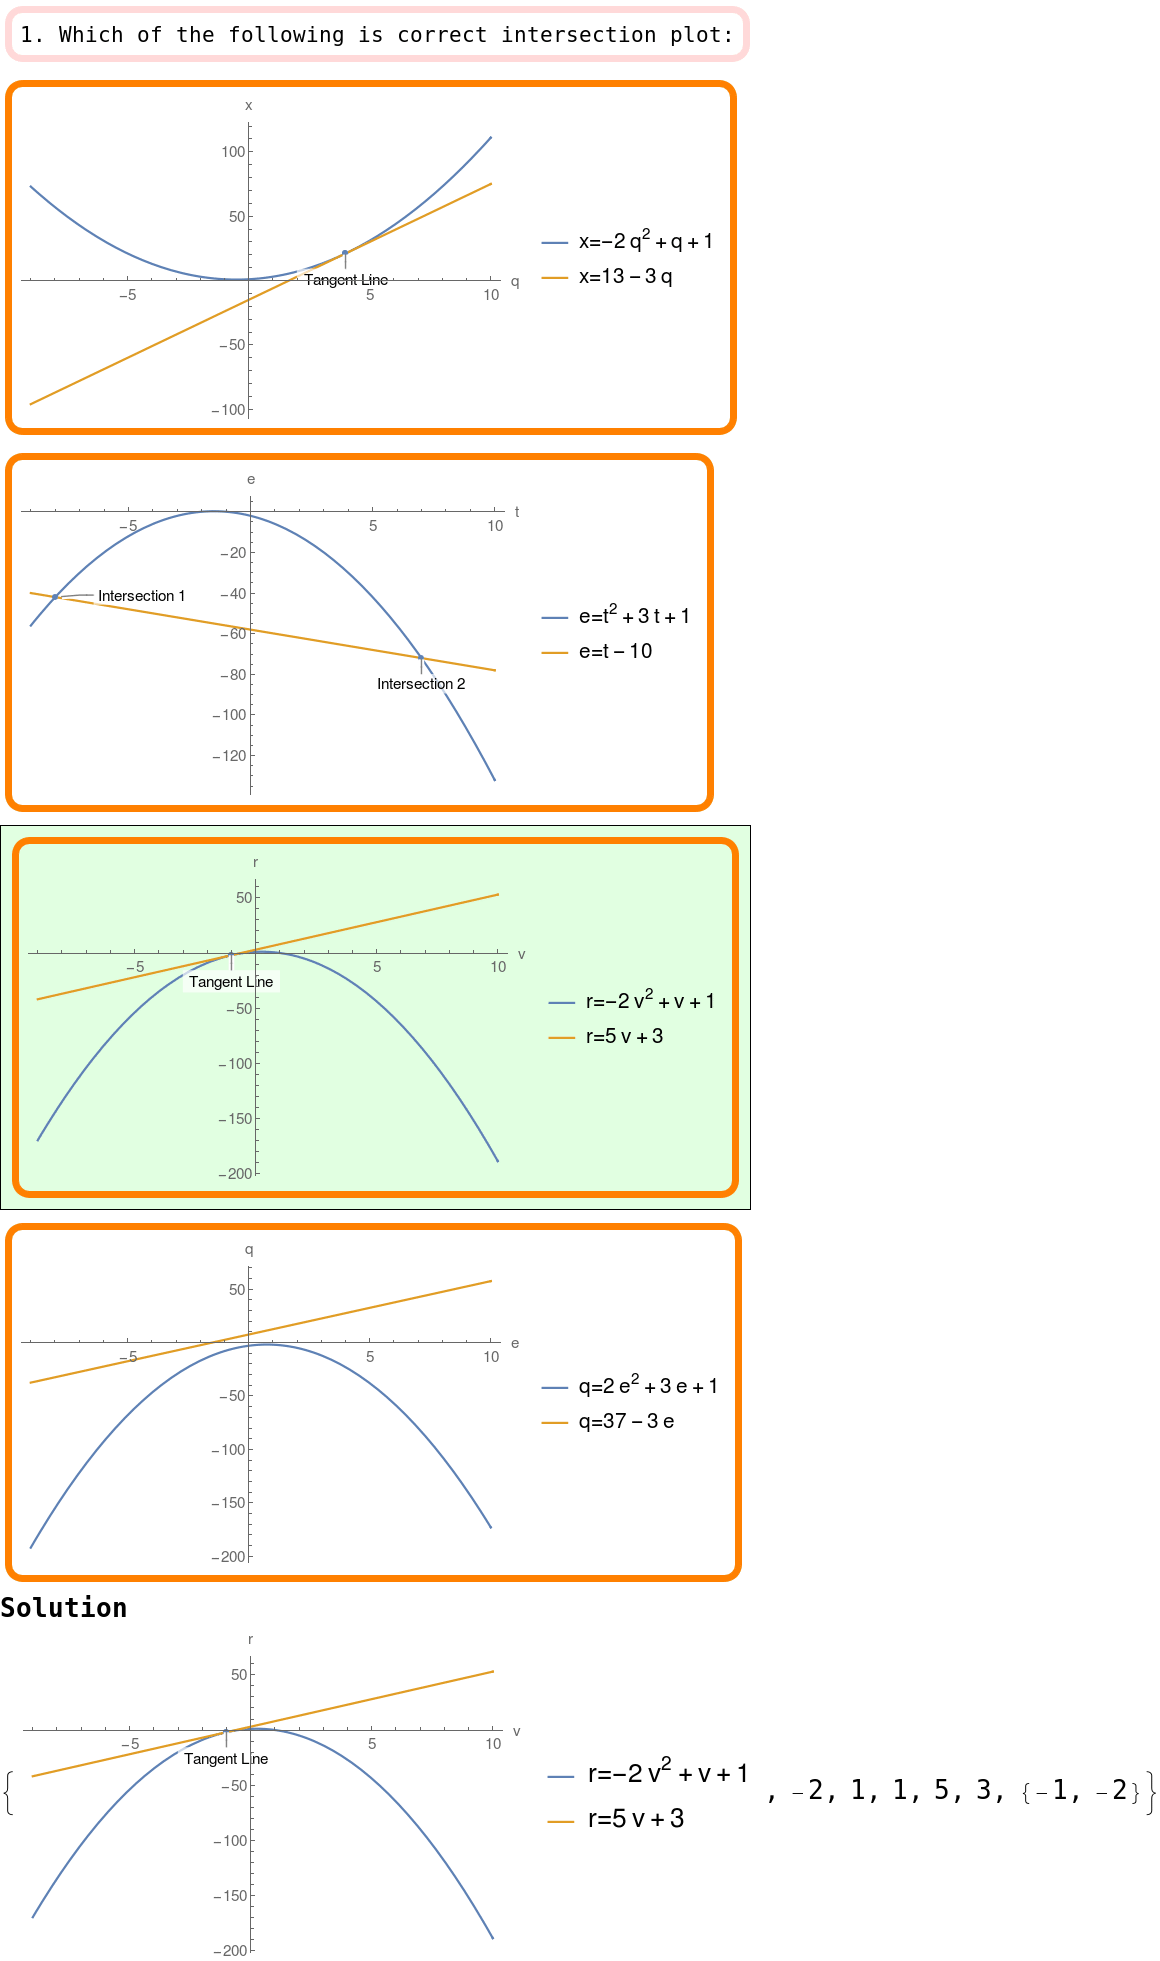 1. Which of the following is correct intersection plot:
x
100
50
Tangent Line
−5
5
10
q
−50
−100
x=−2 q² + q + 1
x=13 − 3 q
e
t
−5
5
10
−20
−40
Intersection 1
−60
Intersection 2
−80
−100
−120
e=t² + 3 t + 1
e=t − 10
r
50
v
−5
5
10
Tangent Line
−50
−100
−150
−200
r=−2 v² + v + 1
r=5 v + 3
q
50
e
−5
5
10
−50
−100
−150
−200
q=2 e² + 3 e + 1
q=37 − 3 e
Solution
r
50
v
−5
5
10
Tangent Line
−50
−100
−150
−200
r=−2 v² + v + 1
r=5 v + 3
{ , −2, 1, 1, 5, 3, {−1, −2}}